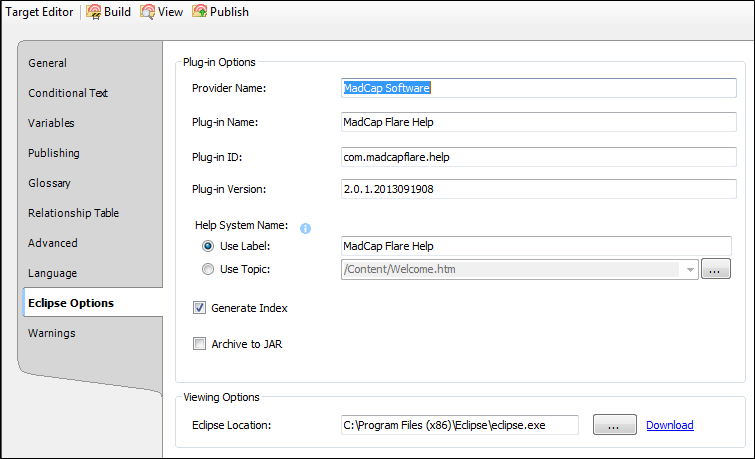 Target Editor Build View Publish
General
Conditional Text
Variables
Publishing
Glossary
Relationship Table
Advanced
Language
Eclipse Options
Warnings
Plug-in Options
Provider Name: MadCap Software
Plug-in Name: MadCap Flare Help
Plug-in ID: com.madcapflare.help
Plug-in Version: 2.0.1.2013091908
Help System Name:
Use Label: MadCap Flare Help
Use Topic: /Content/Welcome.htm ...
Generate Index
Archive to JAR
Viewing Options
Eclipse Location: C:\Program Files (x86)\Eclipse\eclipse.exe ... Download